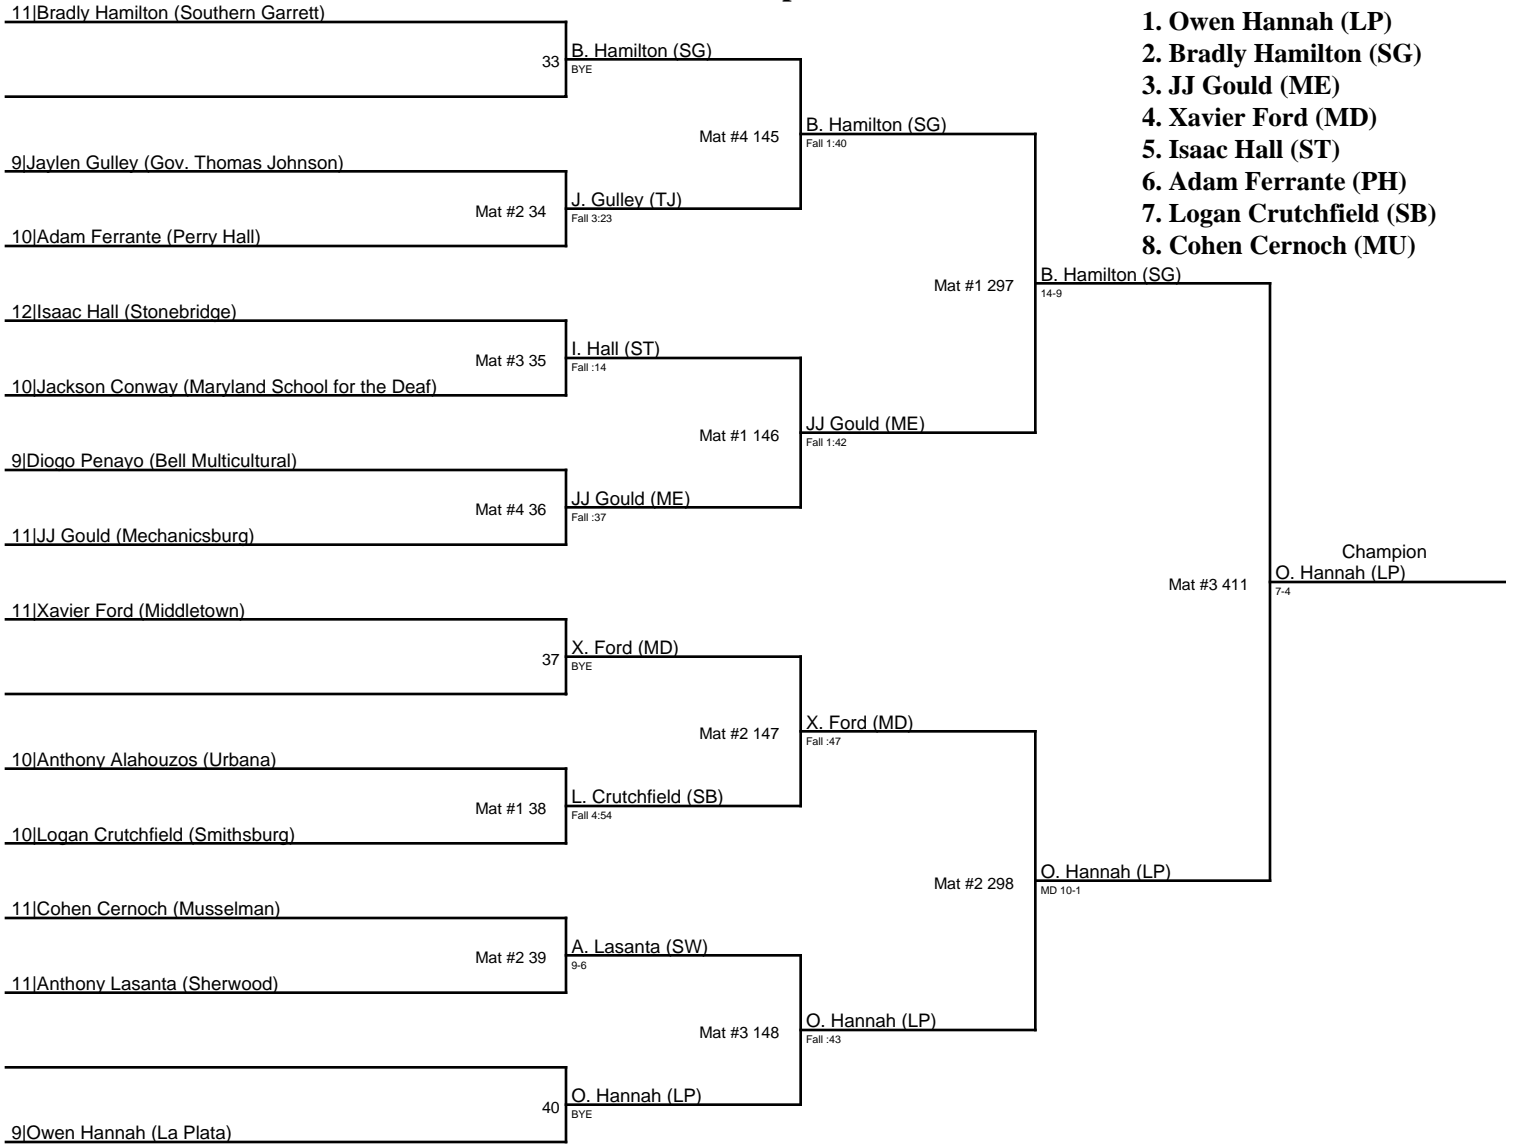 11|Bradly Hamilton (Southern Garrett)
33
B. Hamilton (SG)
BYE
Mat #4 145
B. Hamilton (SG)
Fall 1:40
9|Jaylen Gulley (Gov. Thomas Johnson)
Mat #2 34
J. Gulley (TJ)
Fall 3:23
10|Adam Ferrante (Perry Hall)
Mat #1 297
B. Hamilton (SG)
14-9
12|Isaac Hall (Stonebridge)
Mat #3 35
I. Hall (ST)
Fall :14
10|Jackson Conway (Maryland School for the Deaf)
Mat #1 146
JJ Gould (ME)
Fall 1:42
9|Diogo Penayo (Bell Multicultural)
Mat #4 36
JJ Gould (ME)
Fall :37
11|JJ Gould (Mechanicsburg)
Mat #3 411
Champion
O. Hannah (LP)
7-4
11|Xavier Ford (Middletown)
37
X. Ford (MD)
BYE
Mat #2 147
X. Ford (MD)
Fall :47
10|Anthony Alahouzos (Urbana)
Mat #1 38
L. Crutchfield (SB)
Fall 4:54
10|Logan Crutchfield (Smithsburg)
Mat #2 298
O. Hannah (LP)
MD 10-1
11|Cohen Cernoch (Musselman)
Mat #2 39
A. Lasanta (SW)
9-6
11|Anthony Lasanta (Sherwood)
Mat #3 148
O. Hannah (LP)
Fall :43
40
O. Hannah (LP)
BYE
9|Owen Hannah (La Plata)
1. Owen Hannah (LP)
2. Bradly Hamilton (SG)
3. JJ Gould (ME)
4. Xavier Ford (MD)
5. Isaac Hall (ST)
6. Adam Ferrante (PH)
7. Logan Crutchfield (SB)
8. Cohen Cernoch (MU)